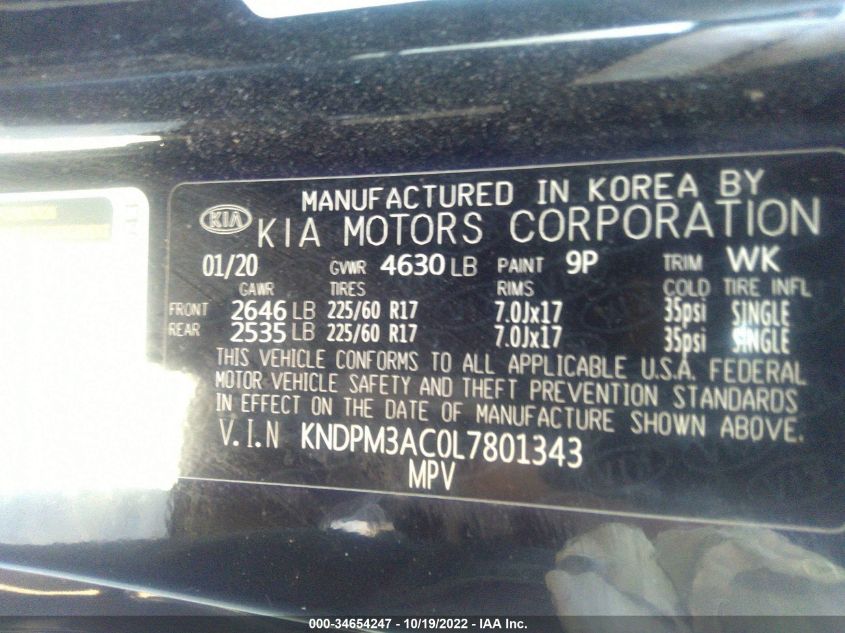 MANUFACTURED IN KOREA BY
KIA KIA MOTORS CORPORATION
01/20 GVWR 4630 LB PAINT 9P TRIM WK
GAWR TIRES RIMS COLD TIRE INFL
FRONT 2646 LB 225/60 R17 7.0Jx17 35psi SINGLE
REAR 2535 LB 225/60 R17 7.0Jx17 35psi SINGLE
THIS VEHICLE CONFORMS TO ALL APPLICABLE U.S.A. FEDERAL
MOTOR VEHICLE SAFETY AND THEFT PREVENTION STANDARDS
IN EFFECT ON THE DATE OF MANUFACTURE SHOWN ABOVE.
V.I.N KNDPM3AC0L7801343
MPV
000-34654247 - 10/19/2022 - IAA Inc.